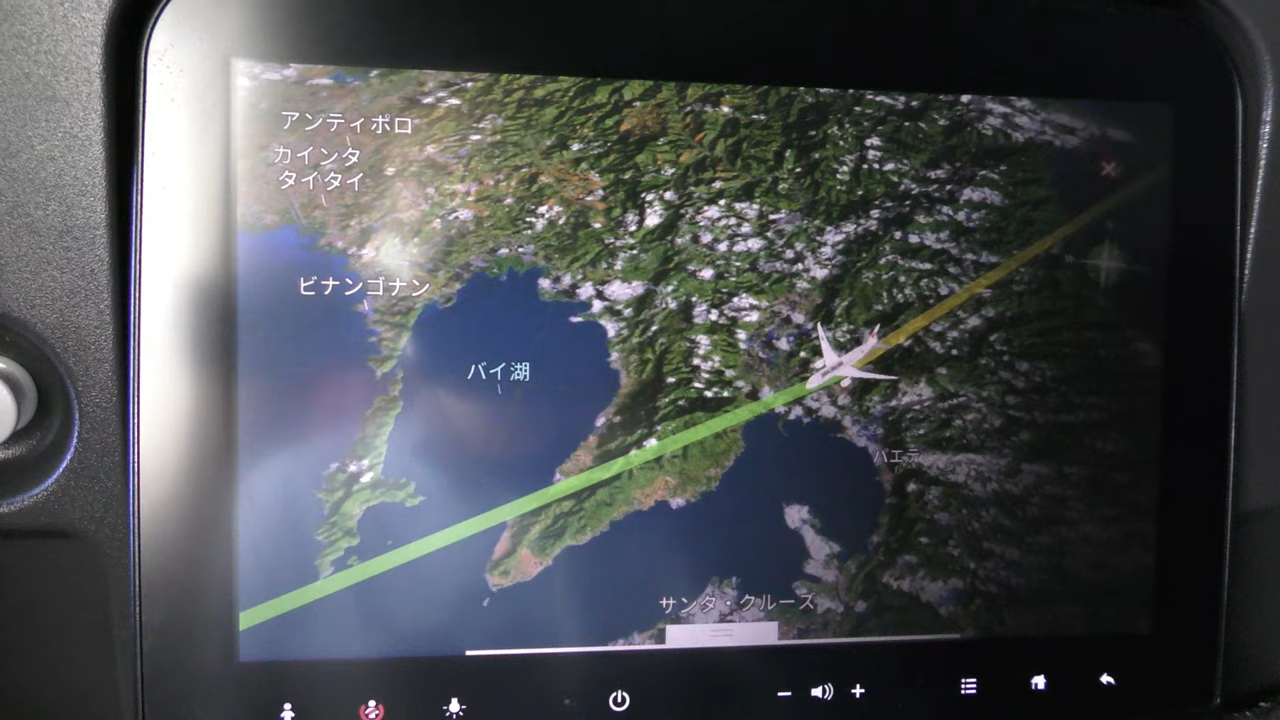 アンティポロ
カインタ
タイタイ
ビナンゴナン
バイ湖
パエテ
サンタ・クルーズ